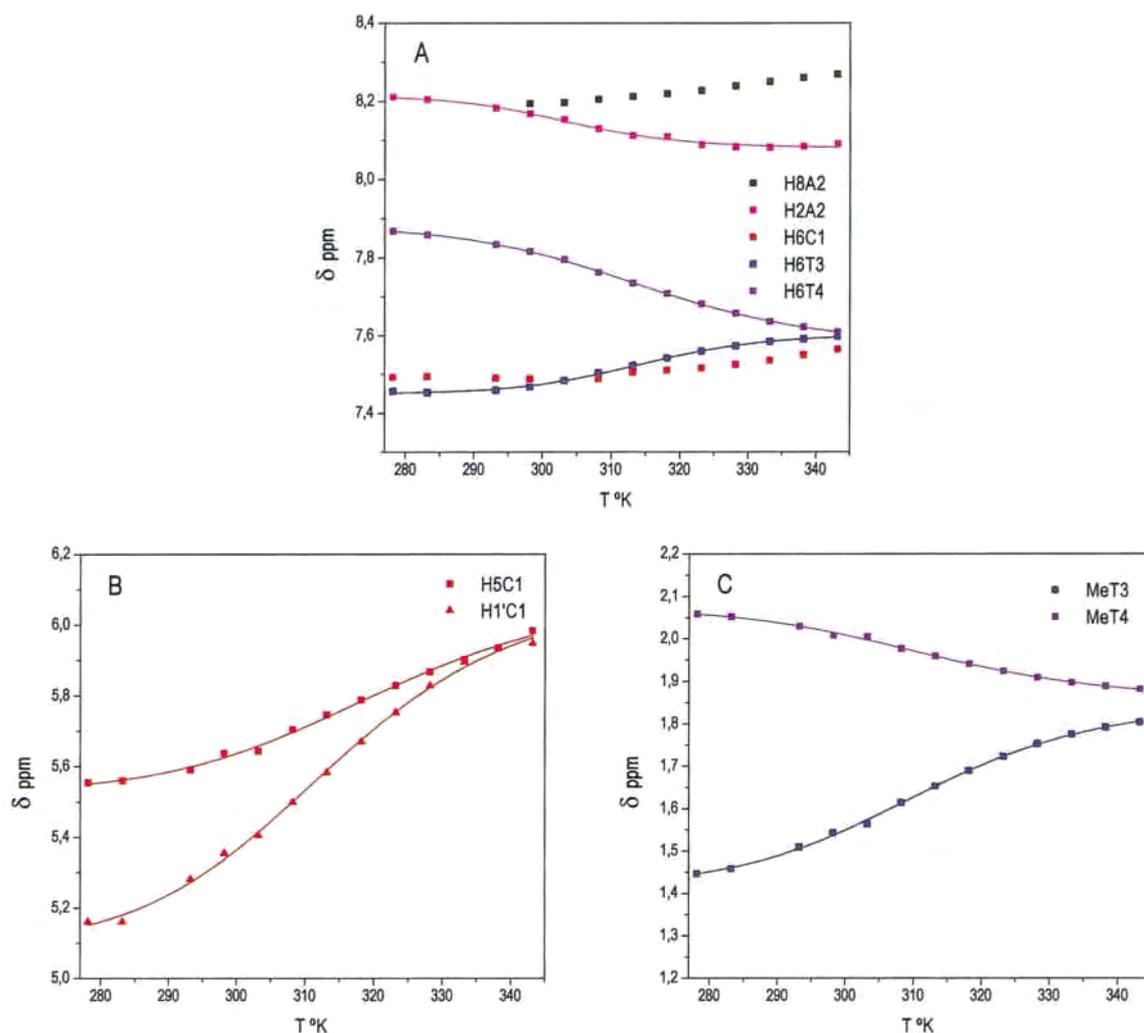 A
8,4
8,2
8,0
7,8
7,6
7,4
δ ppm
H8A2
H2A2
H6C1
H6T3
H6T4
280 290 300 310 320 330 340
T ºK
B
6,2
6,0
5,8
5,6
5,4
5,2
5,0
δ ppm
H5C1
H1'C1
280 290 300 310 320 330 340
T ºK
C
2,2
2,1
2,0
1,9
1,8
1,7
1,6
1,5
1,4
1,3
1,2
δ ppm
MeT3
MeT4
280 290 300 310 320 330 340
T ºK